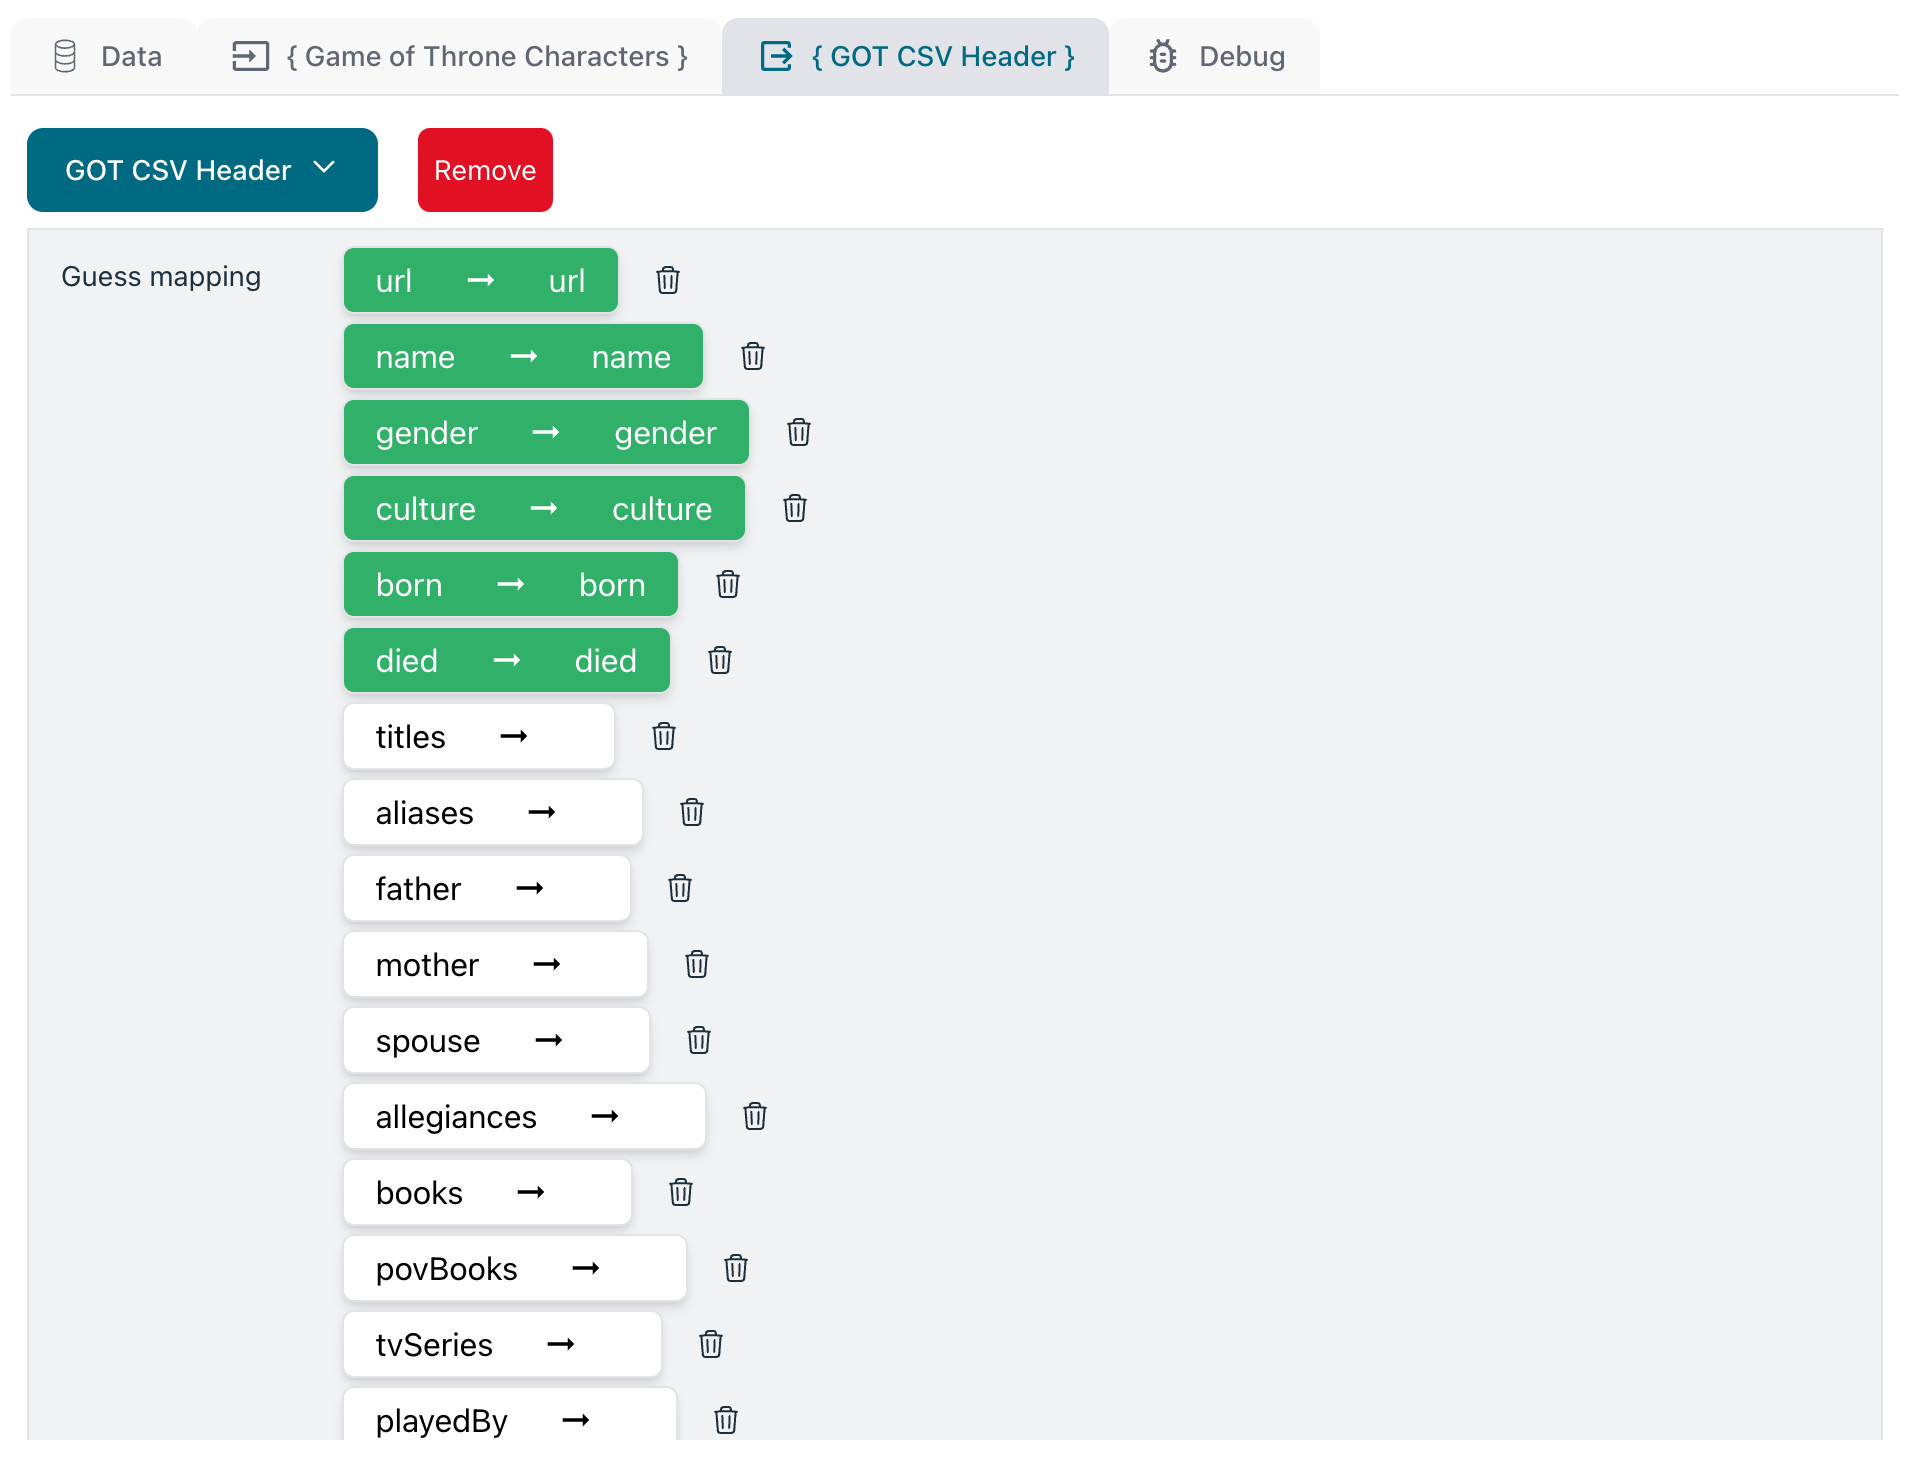 Data { Game of Throne Characters } { GOT CSV Header } Debug
GOT CSV Header Remove
Guess mapping
url → url
name → name
gender → gender
culture → culture
born → born
died → died
titles →
aliases →
father →
mother →
spouse →
allegiances →
books →
povBooks →
tvSeries →
playedBy →